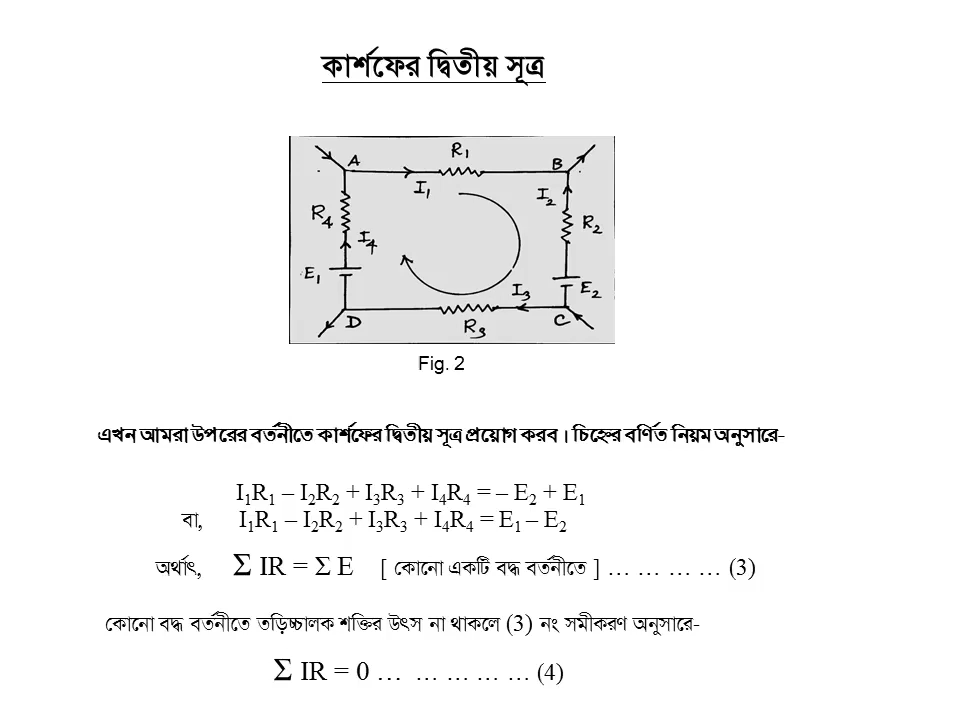 কার্শফের দ্বিতীয় সূত্র
A R₁ B
I₁ I₂
R₄ R₂
I₄
E₁ E₂
I₃
D R₃ C
Fig. 2
এখন আমরা উপরের বর্তনীতে কার্শফের দ্বিতীয় সূত্র প্রয়োগ করব। চিহ্নের বর্ণিত নিয়ম অনুসারে-
I₁R₁ – I₂R₂ + I₃R₃ + I₄R₄ = – E₂ + E₁
বা, I₁R₁ – I₂R₂ + I₃R₃ + I₄R₄ = E₁ – E₂
অর্থাৎ, Σ IR = Σ E [ কোনো একটি বদ্ধ বর্তনীতে ] … … … … (3)
কোনো বদ্ধ বর্তনীতে তড়িচ্চালক শক্তির উৎস না থাকলে (3) নং সমীকরণ অনুসারে-
Σ IR = 0 … … … … … (4)